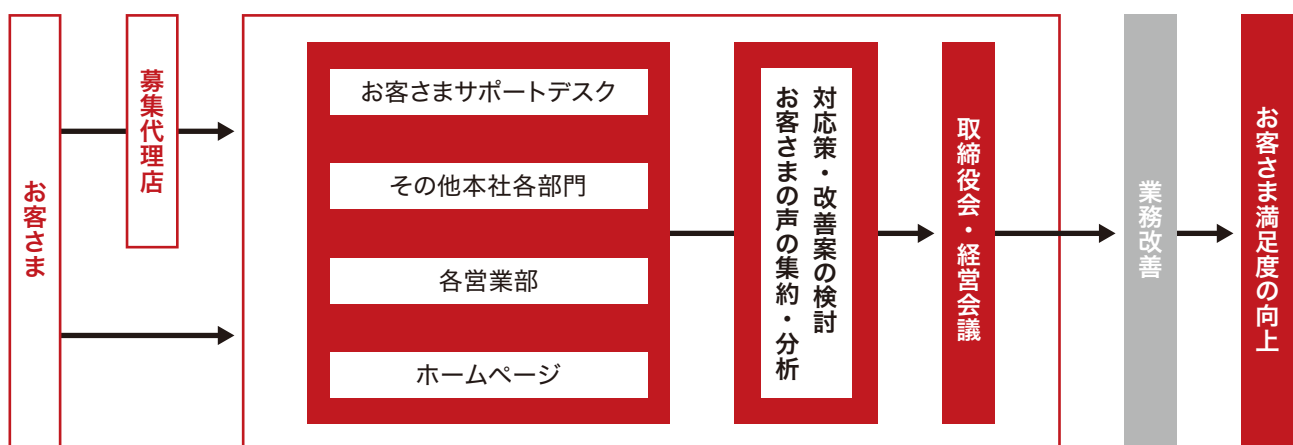 お客さま
募集代理店
お客さまサポートデスク
その他本社各部門
各営業部
ホームページ
対応策・改善案の検討
お客さまの声の集約・分析
取締役会・経営会議
業務改善
お客さま満足度の向上